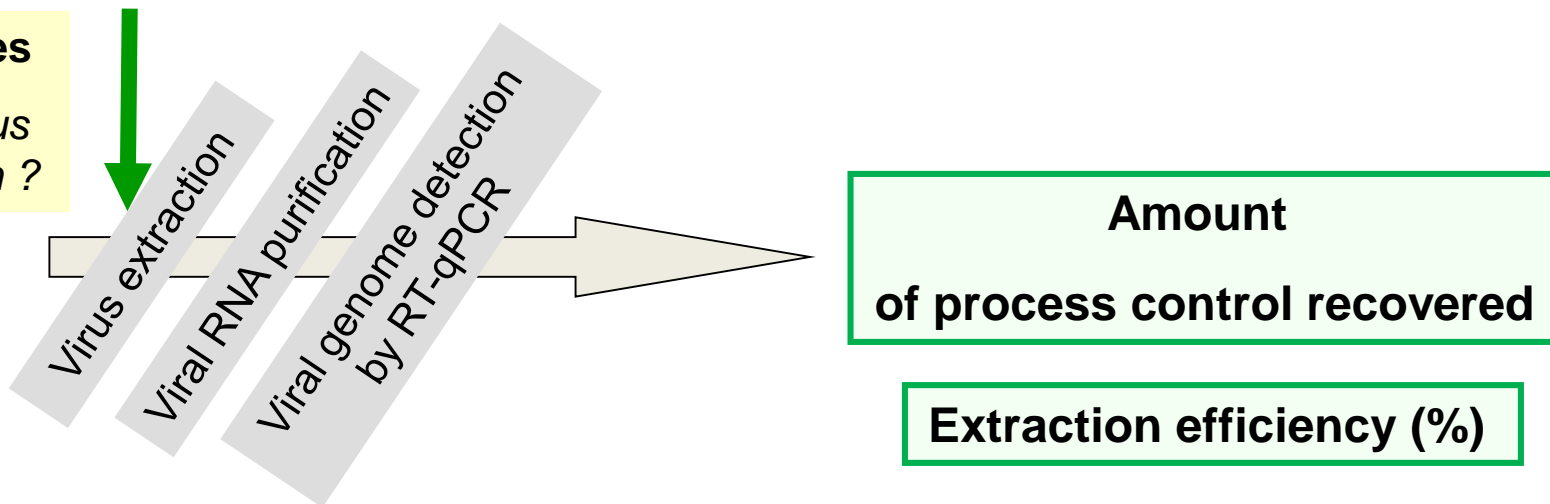 es
us
n ?
Virus extraction
Viral RNA purification
Viral genome detection
by RT-qPCR
Amount
of process control recovered
Extraction efficiency (%)